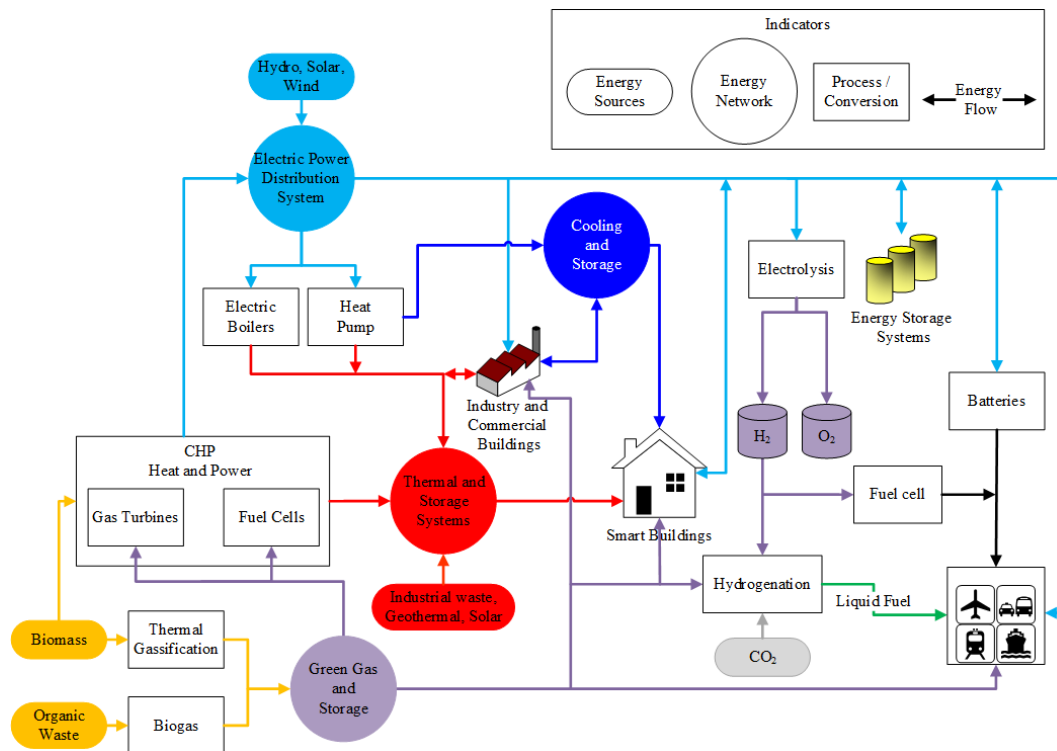 Indicators
Energy
Sources
Energy
Network
Process /
Conversion
Energy
Flow
Hydro, Solar,
Wind
Electric Power
Distribution
System
Cooling
and
Storage
Electrolysis
Energy Storage
Systems
Electric
Boilers
Heat
Pump
Industry and
Commercial
Buildings
H2
O2
Batteries
CHP
Heat and Power
Gas Turbines
Fuel Cells
Thermal and
Storage
Systems
Smart Buildings
Fuel cell
Industrial waste,
Geothermal, Solar
Hydrogenation
Liquid Fuel
CO2
Biomass
Thermal
Gassification
Green Gas
and
Storage
Organic
Waste
Biogas